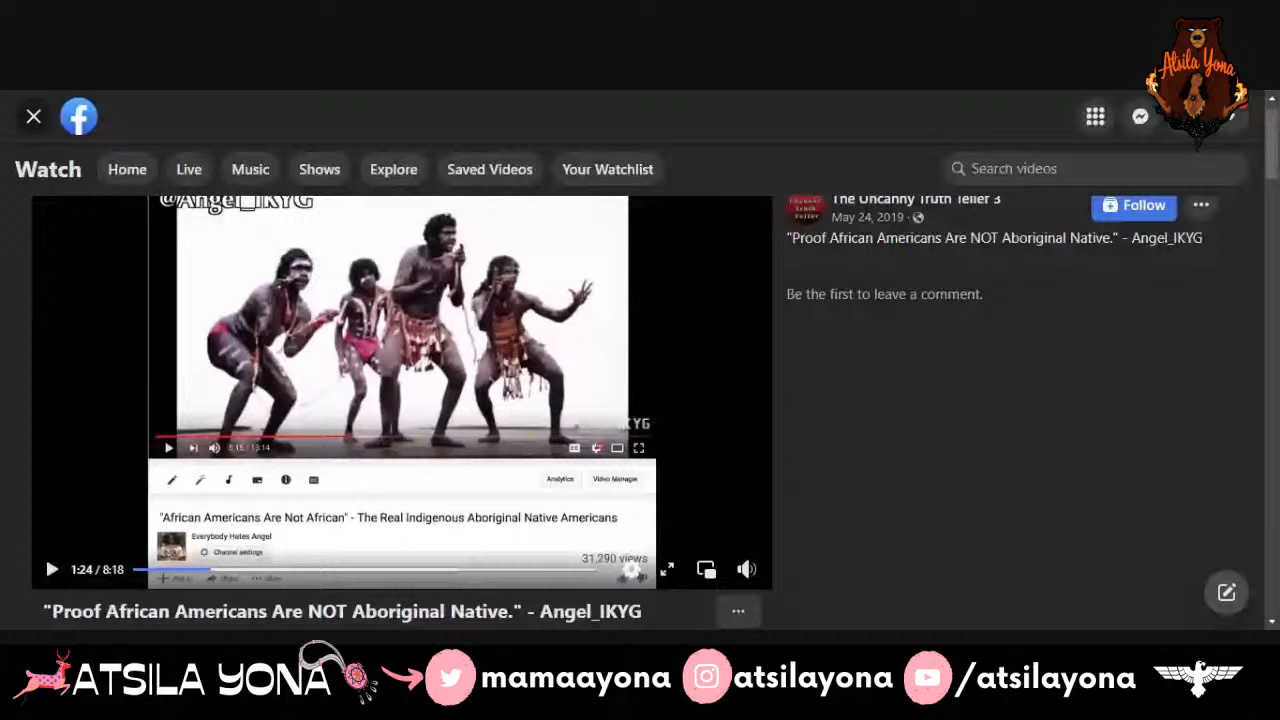 Atsila Yona
Watch
Home
Live
Music
Shows
Explore
Saved Videos
Your Watchlist
Search videos
@Angel_IKYG
The Uncanny Truth Teller 3
May 24, 2019
Follow
"Proof African Americans Are NOT Aboriginal Native." - Angel_IKYG
Be the first to leave a comment.
IKYG
Analytics
Video Manager
"African Americans Are Not African" - The Real Indigenous Aboriginal Native Americans
Everybody Hates Angel
Channel settings
31,290 views
1:24 / 8:18
"Proof African Americans Are NOT Aboriginal Native." - Angel_IKYG
ATSILA YONA
mamaayona
atsilayona
/atsilayona